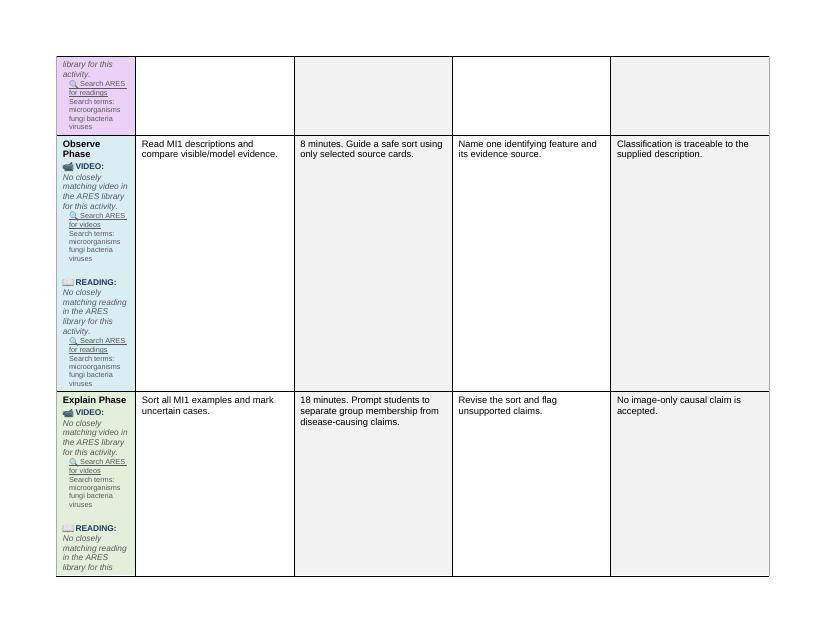 library for this
activity.
🔍 Search ARES
for readings
Search terms:
microorganisms
fungi bacteria
viruses
Observe
Phase
📹 VIDEO:
No closely
matching video in
the ARES library
for this activity.
🔍 Search ARES
for videos
Search terms:
microorganisms
fungi bacteria
viruses
📖 READING:
No closely
matching reading
in the ARES
library for this
activity.
🔍 Search ARES
for readings
Search terms:
microorganisms
fungi bacteria
viruses
Read MI1 descriptions and
compare visible/model evidence.
8 minutes. Guide a safe sort using
only selected source cards.
Name one identifying feature and
its evidence source.
Classification is traceable to the
supplied description.
Explain Phase
📹 VIDEO:
No closely
matching video in
the ARES library
for this activity.
🔍 Search ARES
for videos
Search terms:
microorganisms
fungi bacteria
viruses
📖 READING:
No closely
matching reading
in the ARES
library for this
Sort all MI1 examples and mark
uncertain cases.
18 minutes. Prompt students to
separate group membership from
disease-causing claims.
Revise the sort and flag
unsupported claims.
No image-only causal claim is
accepted.